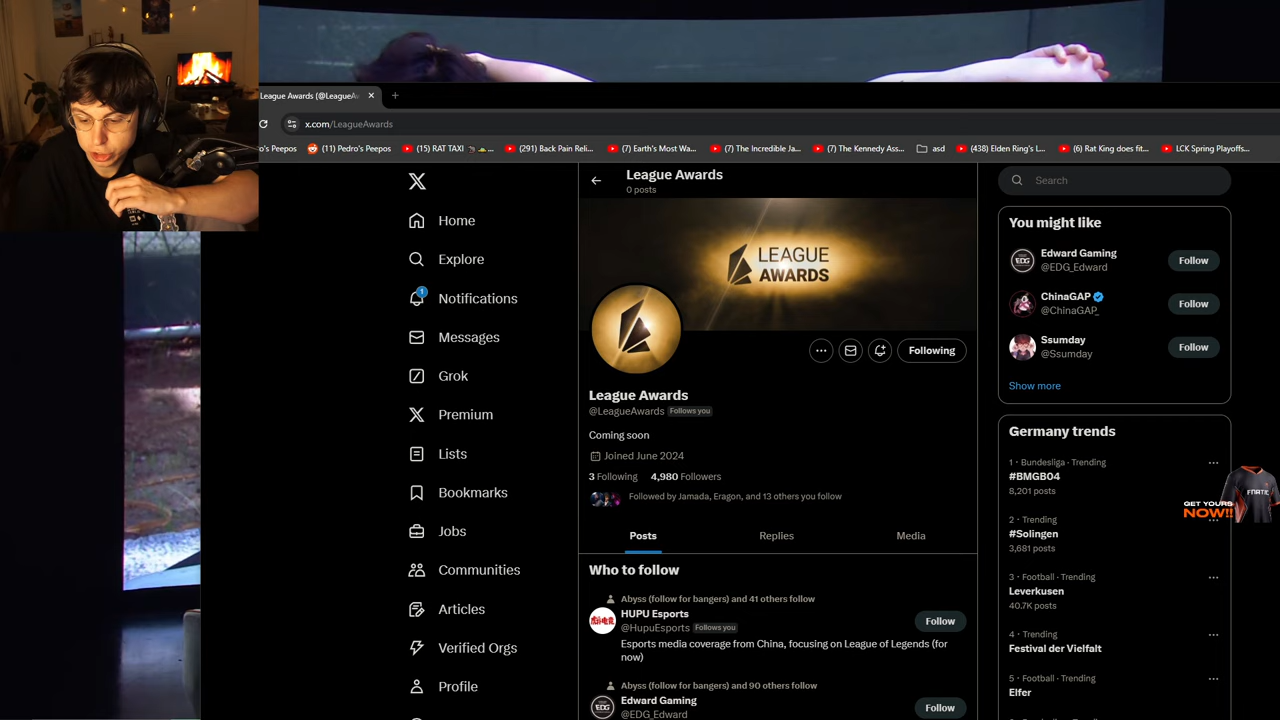 League Awards (@LeagueAw
x.com/LeagueAwards
o's Peepos
(11) Pedro's Peepos
(15) RAT TAXI
(291) Back Pain Reli...
(7) Earth's Most Wa...
(7) The Incredible Ja...
(7) The Kennedy Ass...
asd
(438) Elden Ring's L...
(6) Rat King does fit...
LCK Spring Playoffs...
Home
Explore
1
Notifications
Messages
Grok
Premium
Lists
Bookmarks
Jobs
Communities
Articles
Verified Orgs
Profile
League Awards
0 posts
LEAGUE
AWARDS
Following
League Awards
@LeagueAwards Follows you
Coming soon
Joined June 2024
3 Following 4,980 Followers
Followed by Jamada, Eragon, and 13 others you follow
Posts
Replies
Media
Who to follow
Abyss (follow for bangers) and 41 others follow
HUPU Esports
@HupuEsports Follows you
Follow
Esports media coverage from China, focusing on League of Legends (for
now)
Abyss (follow for bangers) and 90 others follow
Edward Gaming
@EDG_Edward
Follow
Search
You might like
EDG
Edward Gaming
@EDG_Edward
Follow
ChinaGAP
@ChinaGAP_
Follow
Ssumday
@Ssumday
Follow
Show more
Germany trends
1 · Bundesliga · Trending
#BMGB04
8,201 posts
2 · Trending
#Solingen
3,681 posts
3 · Football · Trending
Leverkusen
40.7K posts
4 · Trending
Festival der Vielfalt
5 · Football · Trending
Elfer
GET YOURS
NOW!!
FNATIC